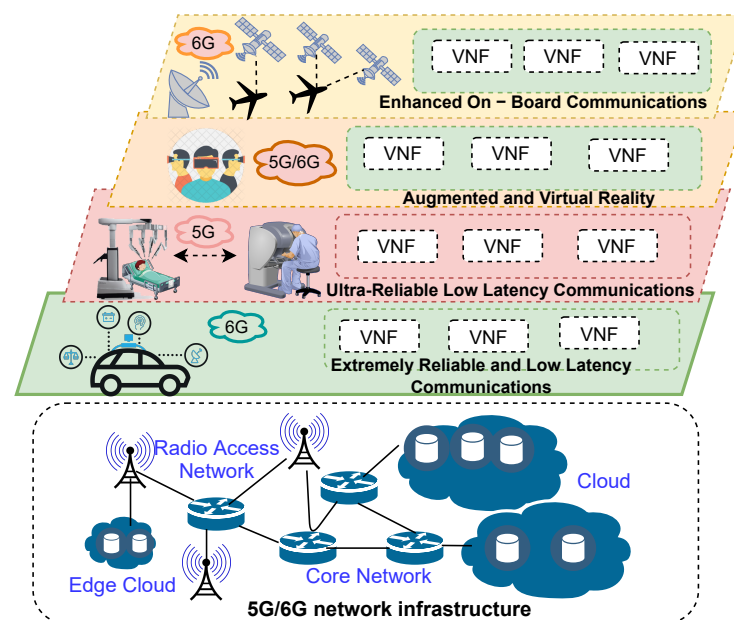 6G
VNF
VNF
VNF
Enhanced On – Board Communications
5G/6G
VNF
VNF
VNF
Augmented and Virtual Reality
5G
VNF
VNF
VNF
Ultra-Reliable Low Latency Communications
6G
VNF
VNF
VNF
Extremely Reliable and Low Latency
Communications
Radio Access
Network
Cloud
Edge Cloud
Core Network
5G/6G network infrastructure